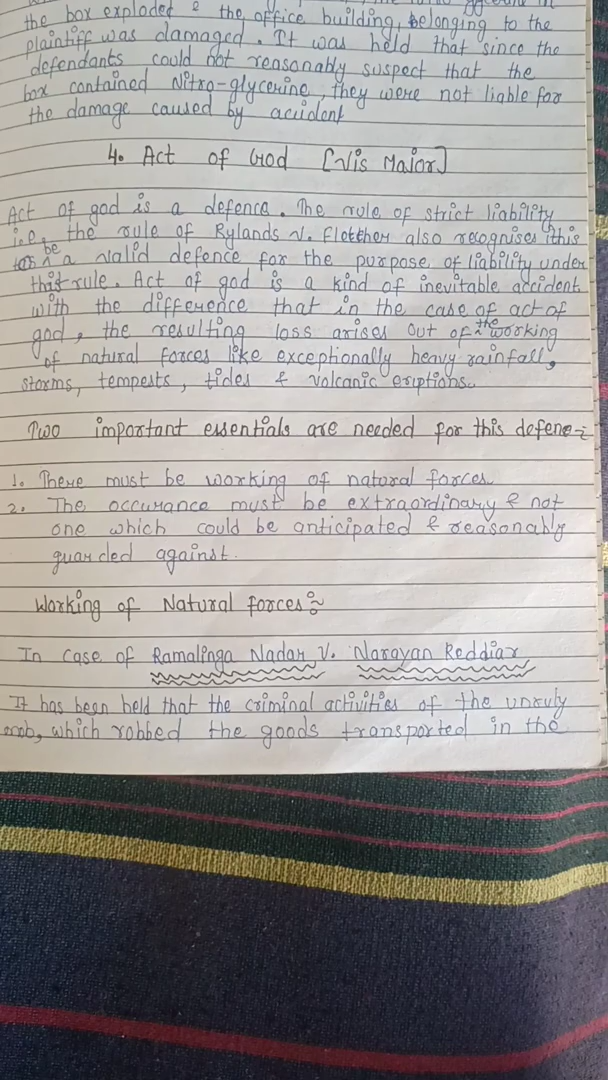 the box exploded & the office building, belonging to the
plaintiff was damaged. It was held that since the
defendants could not reasonably suspect that the
box contained Nitro-glycerine, they were not liable for
the damage caused by acident
4. Act of God [Vis Major]
Act of god is a defence. The rule of strict liability
i.e, the rule of Rylands v. Fletcher also recognises this
to be a valid defence for the purpose of liability under
this rule. Act of god is a kind of inevitable accident
with the difference that in the case of act of
god, the resulting loss arises out of the working
of natural forces like exceptionally heavy rainfall,
storms, tempests, tides & volcanic eruptions.
Two important essentials are needed for this defence
1. There must be working of natural forces
2. The occurance must be extraordinary & not
one which could be anticipated & reasonably
guarded against.
Working of Natural forces:~
In case of Ramalinga Nadar V. Narayan Reddiar
It has been held that the criminal activities of the unruly
mob, which robbed the goods transported in the